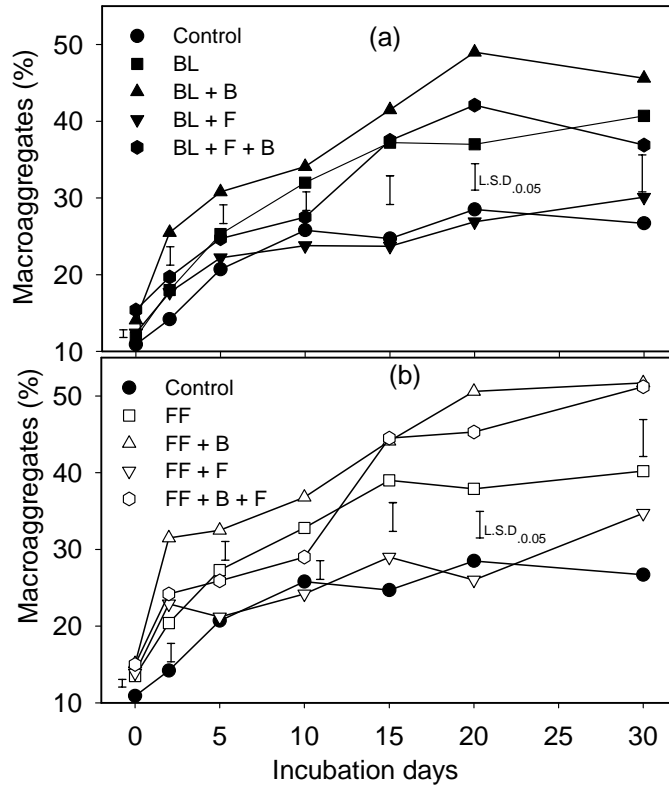 (a)
Control
BL
BL + B
BL + F
BL + F + B
Macroaggregates (%)
50
40
30
20
10
L.S.D.0.05
(b)
Control
FF
FF + B
FF + F
FF + B + F
Macroaggregates (%)
50
40
30
20
10
L.S.D.0.05
0 5 10 15 20 30
Incubation days